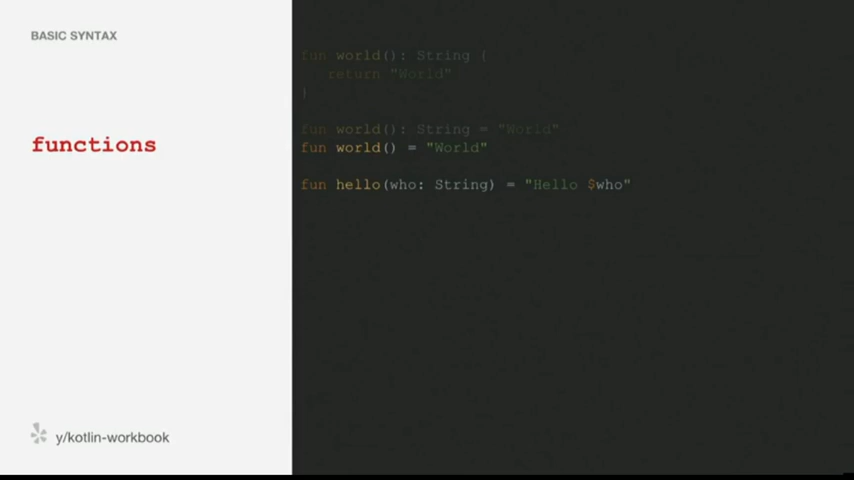 BASIC SYNTAX
functions
fun world(): String {
return "World"
}
fun world(): String = "World"
fun world() = "World"
fun hello(who: String) = "Hello $who"
y/kotlin-workbook